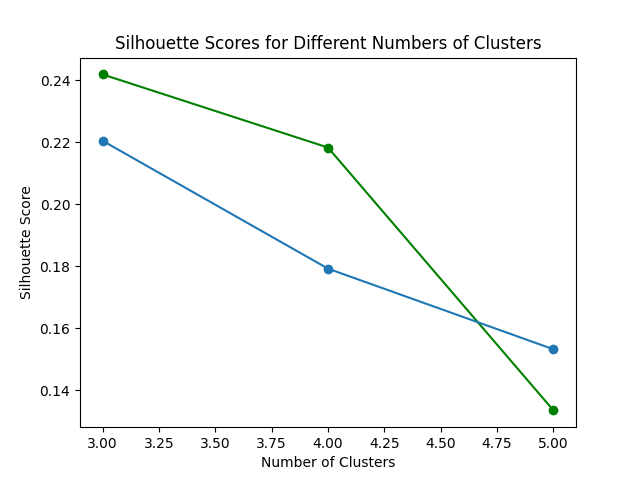 Silhouette Scores for Different Numbers of Clusters
0.24
0.22
0.20
0.18
0.16
0.14
Silhouette Score
3.00 3.25 3.50 3.75 4.00 4.25 4.50 4.75 5.00
Number of Clusters